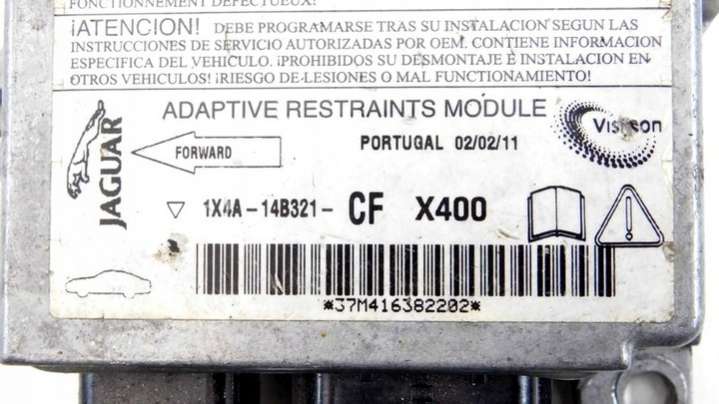 FONCTIONNEMENT DEFECTUEUX!
¡ATENCION! DEBE PROGRAMARSE TRAS SU INSTALACION SEGUN LAS
INSTRUCCIONES DE SERVICIO AUTORIZADAS POR OEM. CONTIENE INFORMACION
ESPECIFICA DEL VEHICULO. ¡PROHIBIDOS SU DESMONTAJE E INSTALACION EN
OTROS VEHICULOS! ¡RIESGO DE LESIONES O MAL FUNCIONAMIENTO!
JAGUAR
ADAPTIVE RESTRAINTS MODULE
Visteon
FORWARD
PORTUGAL 02/02/11
1X4A-14B321- CF X400
*37M416382202*